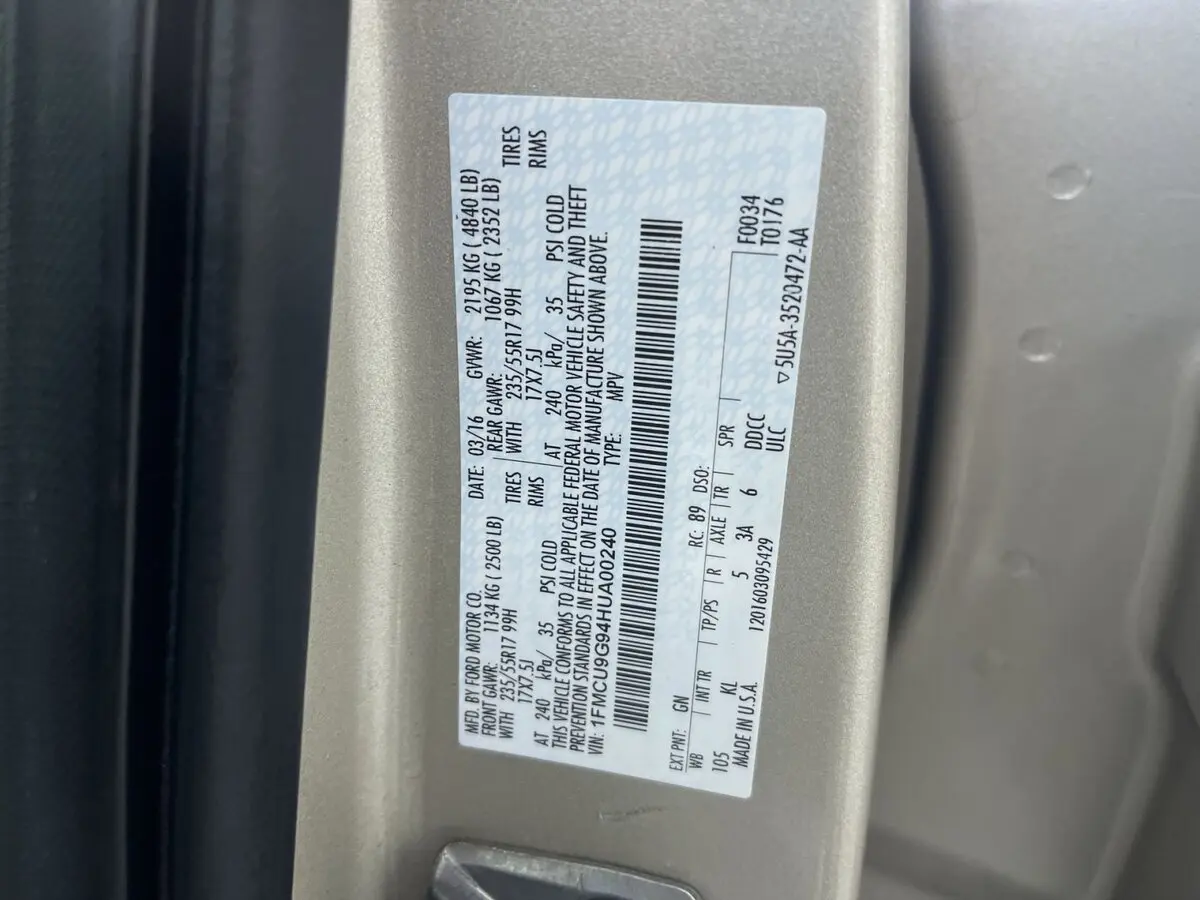 MFD. BY FORD MOTOR CO. DATE: 03/16 GVWR: 2195 KG ( 4840 LB)
FRONT GAWR: 1134 KG ( 2500 LB) REAR GAWR: 1067 KG ( 2352 LB)
WITH 235/55R17 99H TIRES WITH 235/55R17 99H TIRES
17X7.5J RIMS 17X7.5J RIMS
AT 240 kPa/ 35 PSI COLD AT 240 kPa/ 35 PSI COLD
THIS VEHICLE CONFORMS TO ALL APPLICABLE FEDERAL MOTOR VEHICLE SAFETY AND THEFT
PREVENTION STANDARDS IN EFFECT ON THE DATE OF MANUFACTURE SHOWN ABOVE.
VIN: 1FMCU9G94HUA00240 TYPE: MPV
EXT PNT: GN RC: 89 DSO: F0034
WB INT TR TP/PS R AXLE TR SPR T0176
105 KL 5 3A 6 DDCC
MADE IN U.S.A. 1201603095429 ULC ▽5U5A-3520472-AA